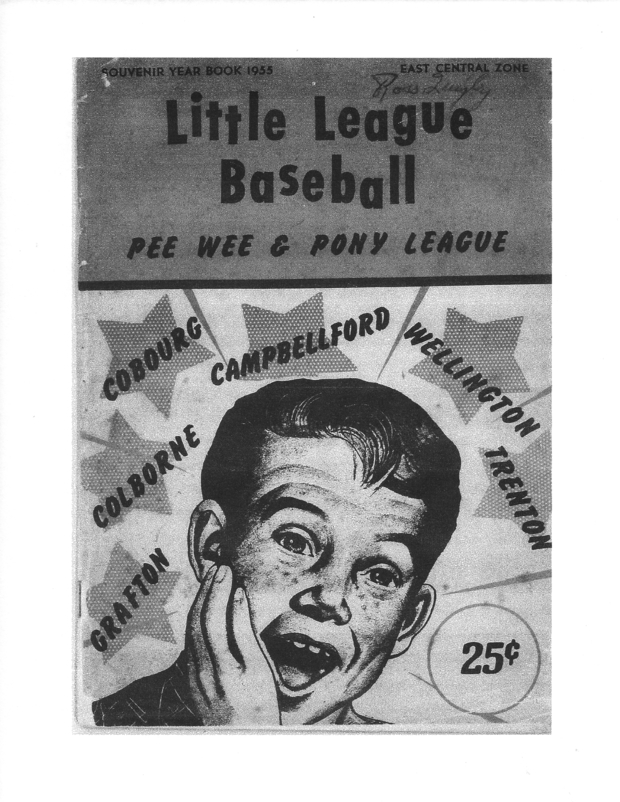 SOUVENIR YEAR BOOK 1955
EAST CENTRAL ZONE
Little League
Baseball
PEE WEE & PONY LEAGUE
COBOURG
CAMPBELLFORD
WELLINGTON
COLBORNE
TRENTON
GRAFTON
25¢